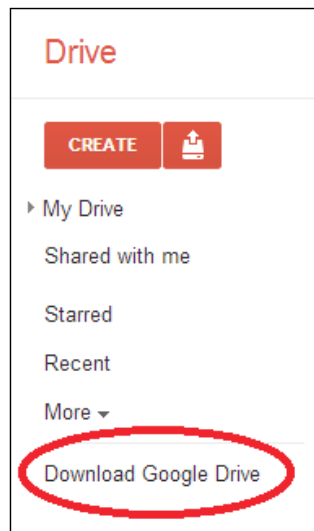 Drive
CREATE
My Drive
Shared with me
Starred
Recent
More
Download Google Drive